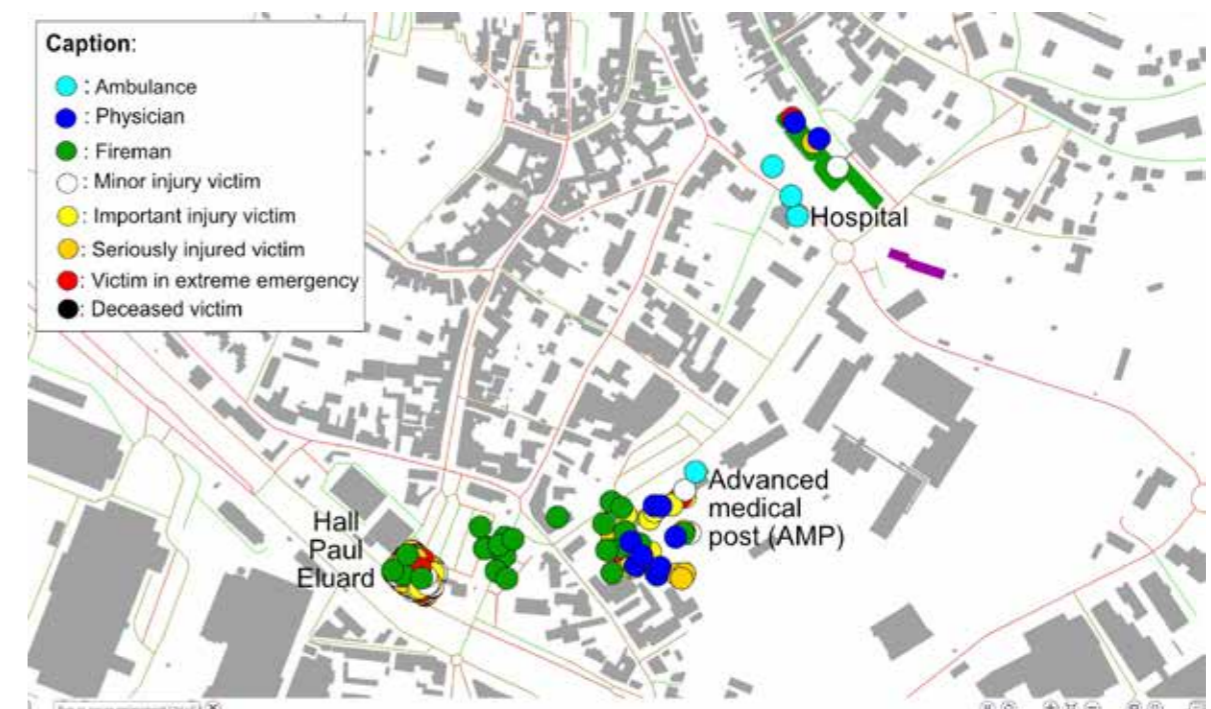 Caption:
: Ambulance
: Physician
: Fireman
: Minor injury victim
: Important injury victim
: Seriously injured victim
: Victim in extreme emergency
: Deceased victim
Hospital
Advanced
medical
post (AMP)
Hall
Paul
Eluard